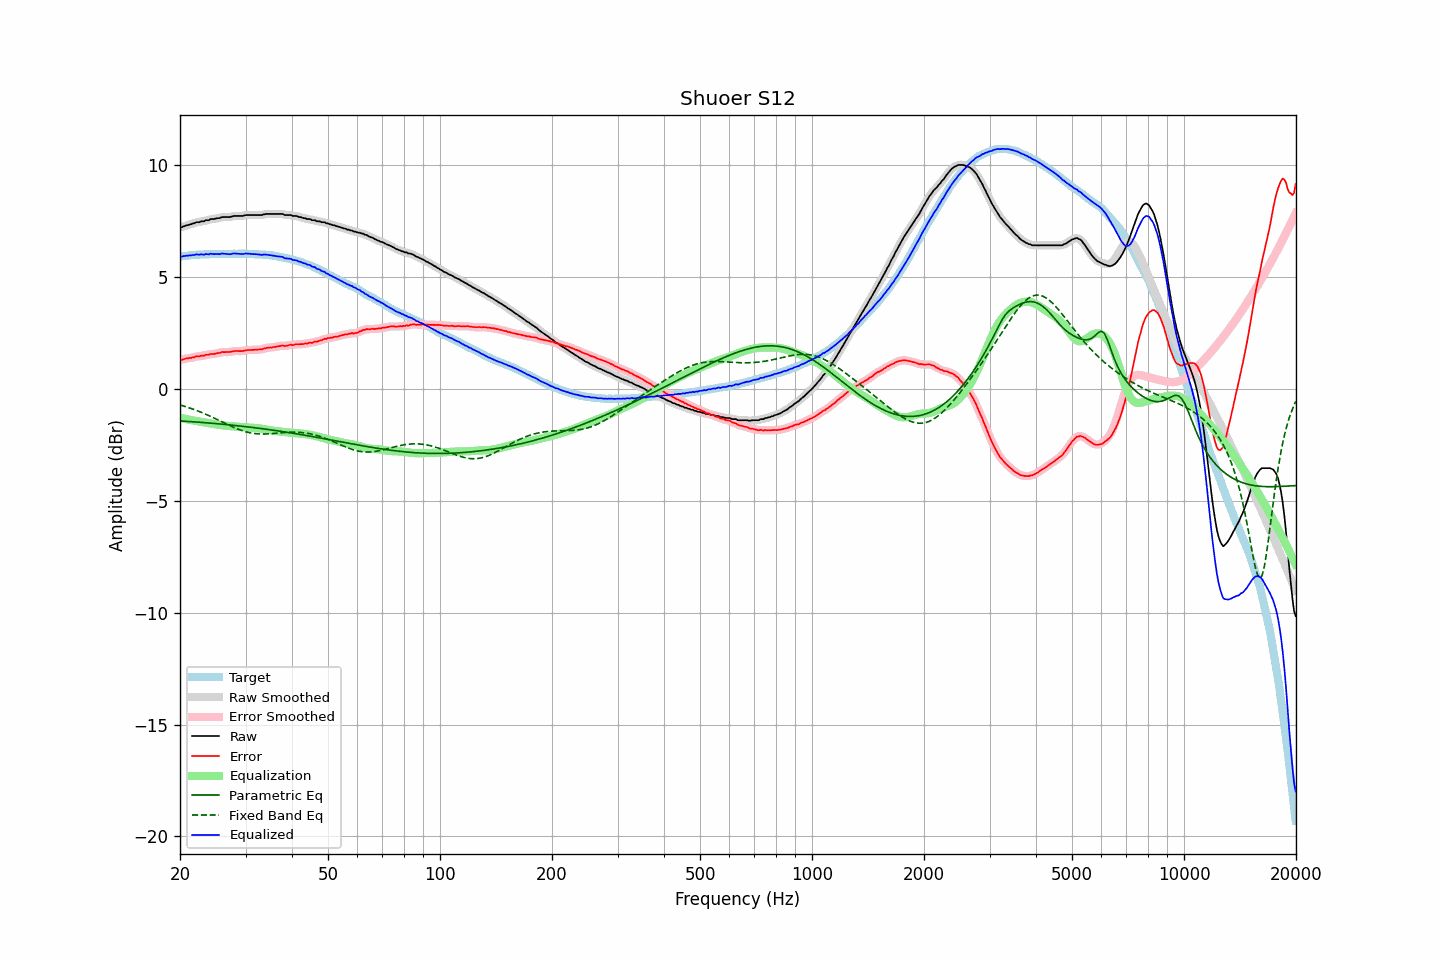 Shuoer S12
Amplitude (dBr)
10
5
0
−5
−10
−15
−20
Target
Raw Smoothed
Error Smoothed
Raw
Error
Equalization
Parametric Eq
Fixed Band Eq
Equalized
20 50 100 200 500 1000 2000 5000 10000 20000
Frequency (Hz)